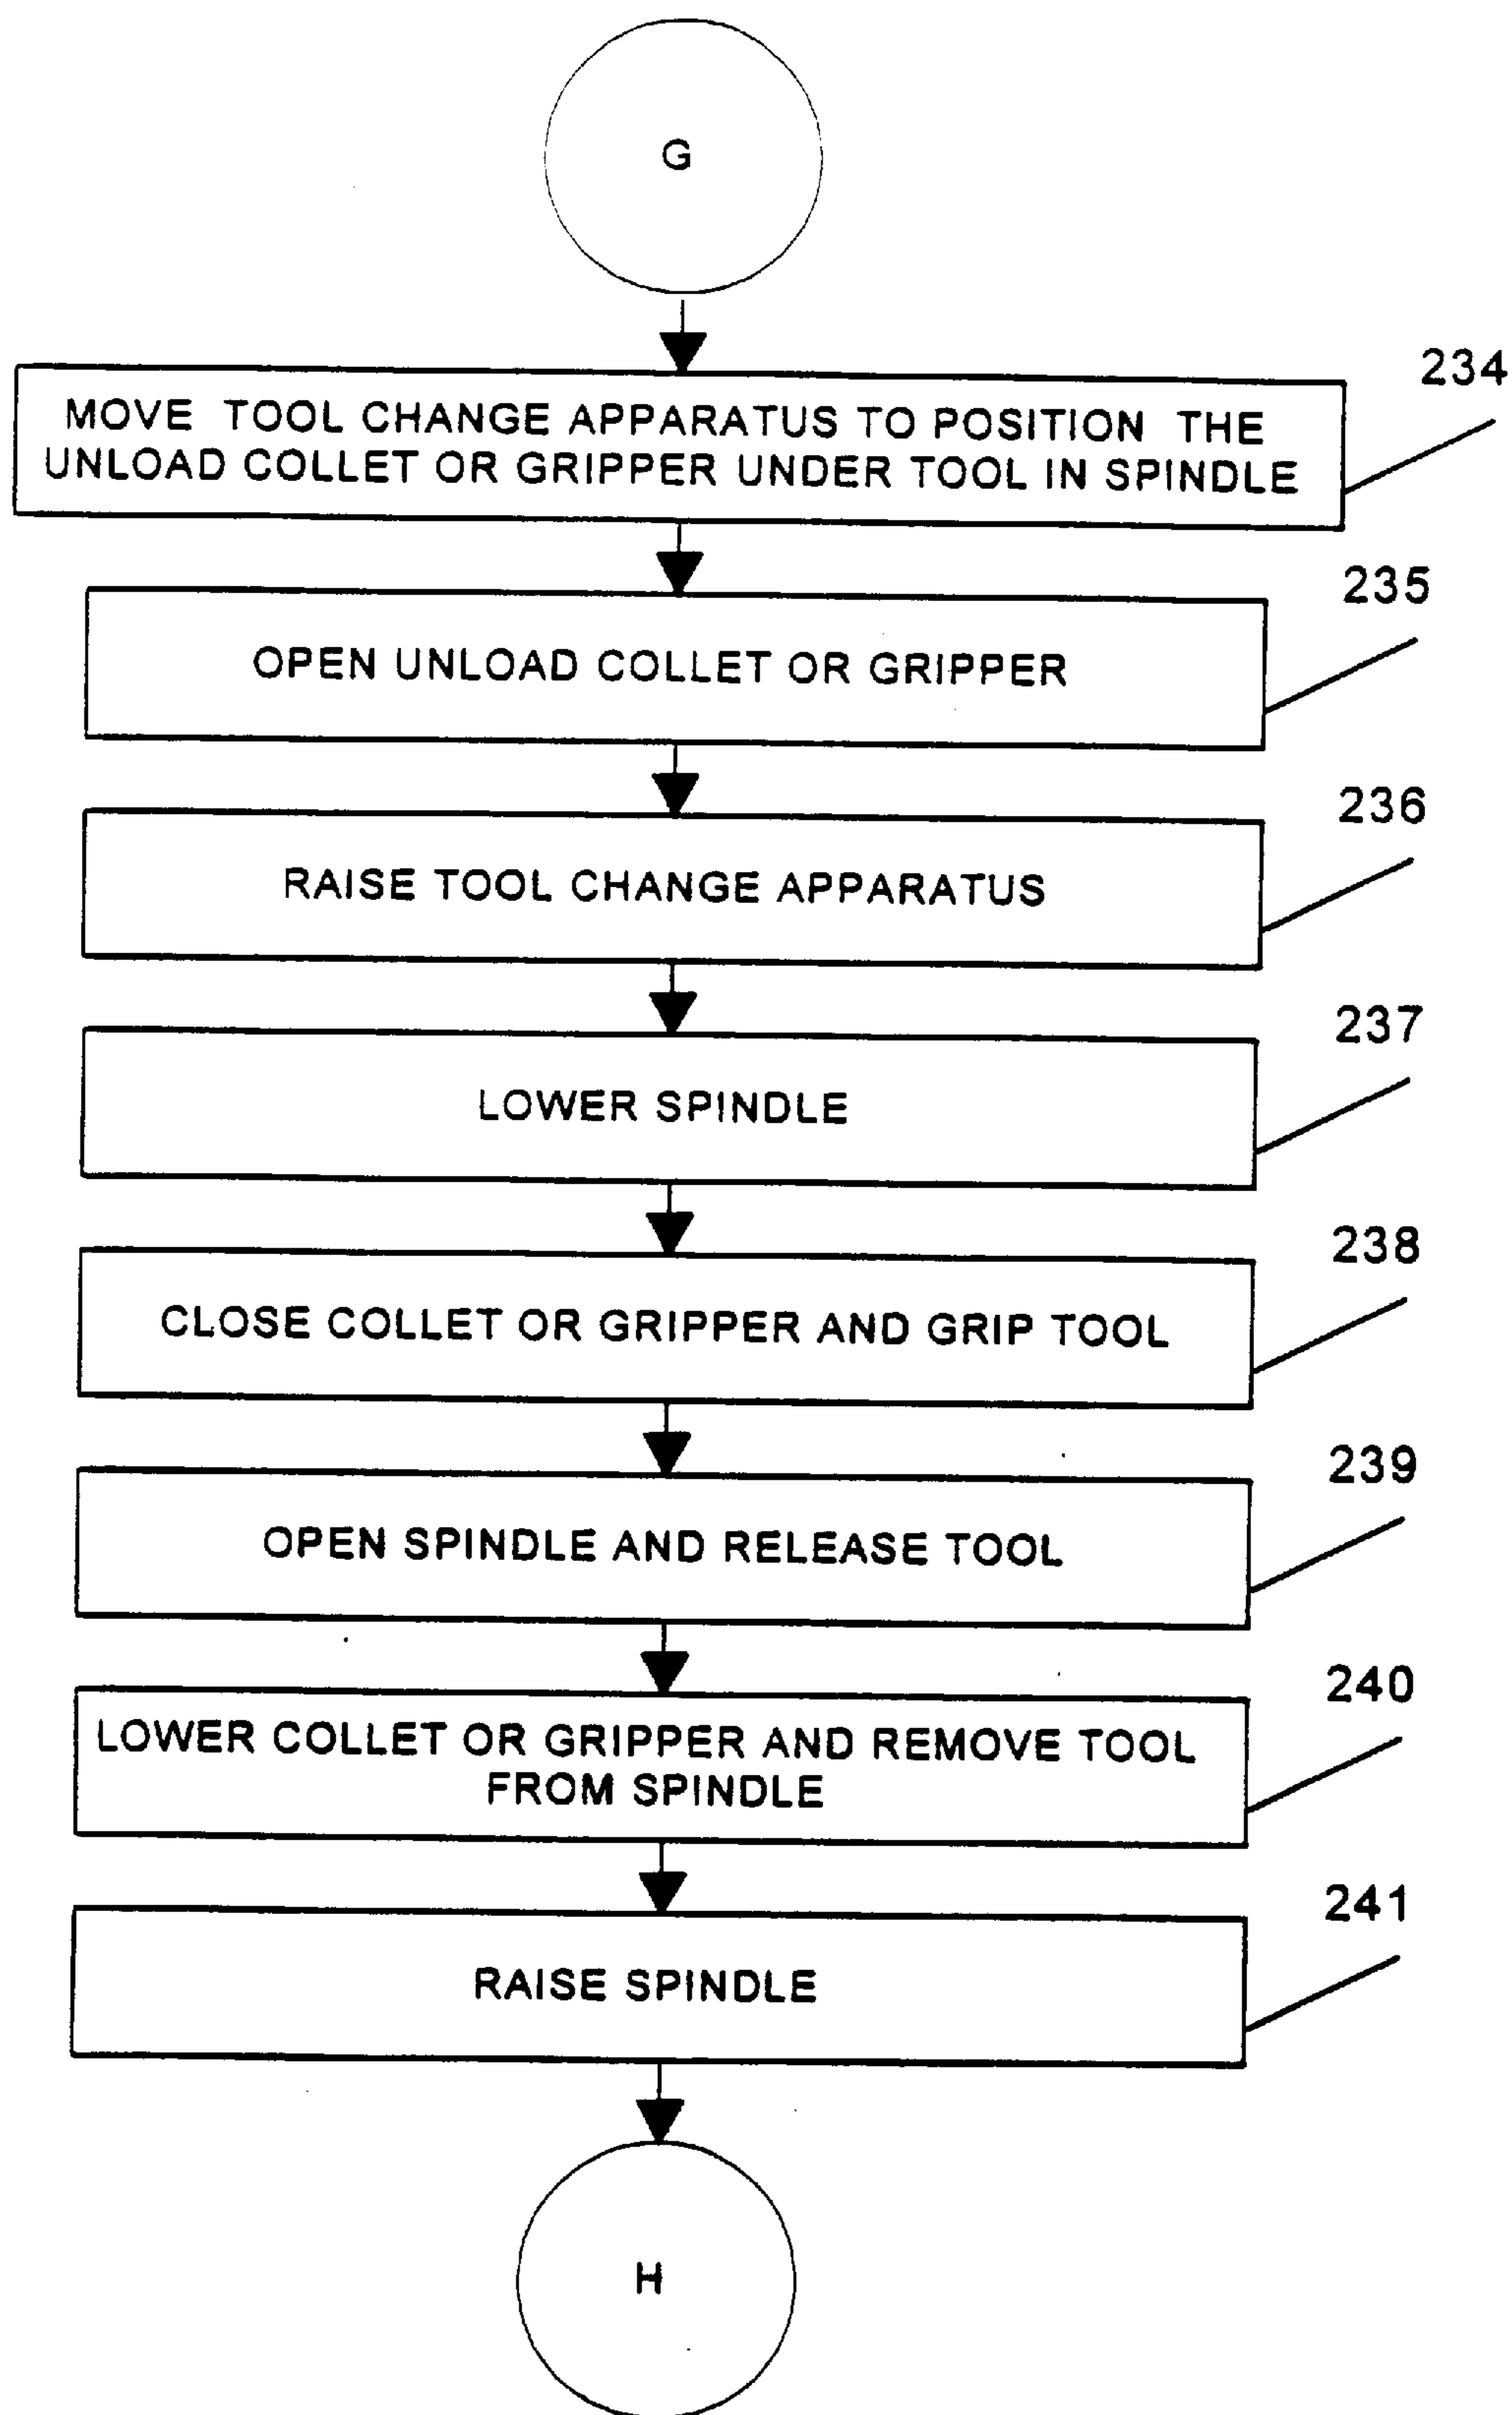 G
234
MOVE TOOL CHANGE APPARATUS TO POSITION THE
UNLOAD COLLET OR GRIPPER UNDER TOOL IN SPINDLE
235
OPEN UNLOAD COLLET OR GRIPPER
236
RAISE TOOL CHANGE APPARATUS
237
LOWER SPINDLE
238
CLOSE COLLET OR GRIPPER AND GRIP TOOL
239
OPEN SPINDLE AND RELEASE TOOL
240
LOWER COLLET OR GRIPPER AND REMOVE TOOL
FROM SPINDLE
241
RAISE SPINDLE
H